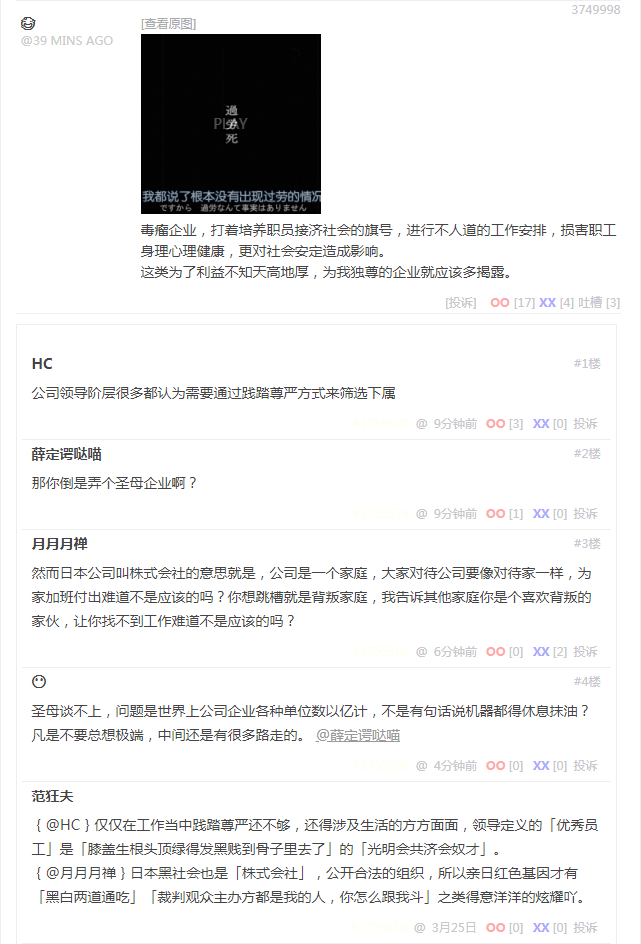 3749998
[查看原图]
@39 MINS AGO
PLAY
過労死
我都说了根本没有出现过劳的情况
ですから 過労なんて事実はありません
毒瘤企业，打着培养职员接济社会的旗号，进行不人道的工作安排，损害职工
身理心理健康，更对社会安定造成影响。
这类为了利益不知天高地厚，为我独尊的企业就应该多揭露。
[投诉] OO [17] XX [4] 吐槽 [3]
HC #1楼
公司领导阶层很多都认为需要通过践踏尊严方式来筛选下属
@ 9分钟前 OO [3] XX [0] 投诉
薛定谔哒喵 #2楼
那你倒是弄个圣母企业啊？
@ 9分钟前 OO [1] XX [0] 投诉
月月月禅 #3楼
然而日本公司叫株式会社的意思就是，公司是一个家庭，大家对待公司要像对待家一样，为
家加班付出难道不是应该的吗？你想跳槽就是背叛家庭，我告诉其他家庭你是个喜欢背叛的
家伙，让你找不到工作难道不是应该的吗？
@ 6分钟前 OO [0] XX [2] 投诉
#4楼
圣母谈不上，问题是世界上公司企业各种单位数以亿计，不是有句话说机器都得休息抹油？
凡是不要总想极端，中间还是有很多路走的。 @薛定谔哒喵
@ 4分钟前 OO [0] XX [0] 投诉
范狂夫
｛ @HC ｝仅仅在工作当中践踏尊严还不够，还得涉及生活的方方面面，领导定义的「优秀员
工」是「膝盖生根头顶绿得发黑贱到骨子里去了」的「光明会共济会奴才」。
｛ @月月月禅 ｝日本黑社会也是「株式会社」，公开合法的组织，所以亲日红色基因才有
「黑白两道通吃」「裁判观众主办方都是我的人，你怎么跟我斗」之类得意洋洋的炫耀吖。
@ 3月25日 OO [0] XX [0] 投诉